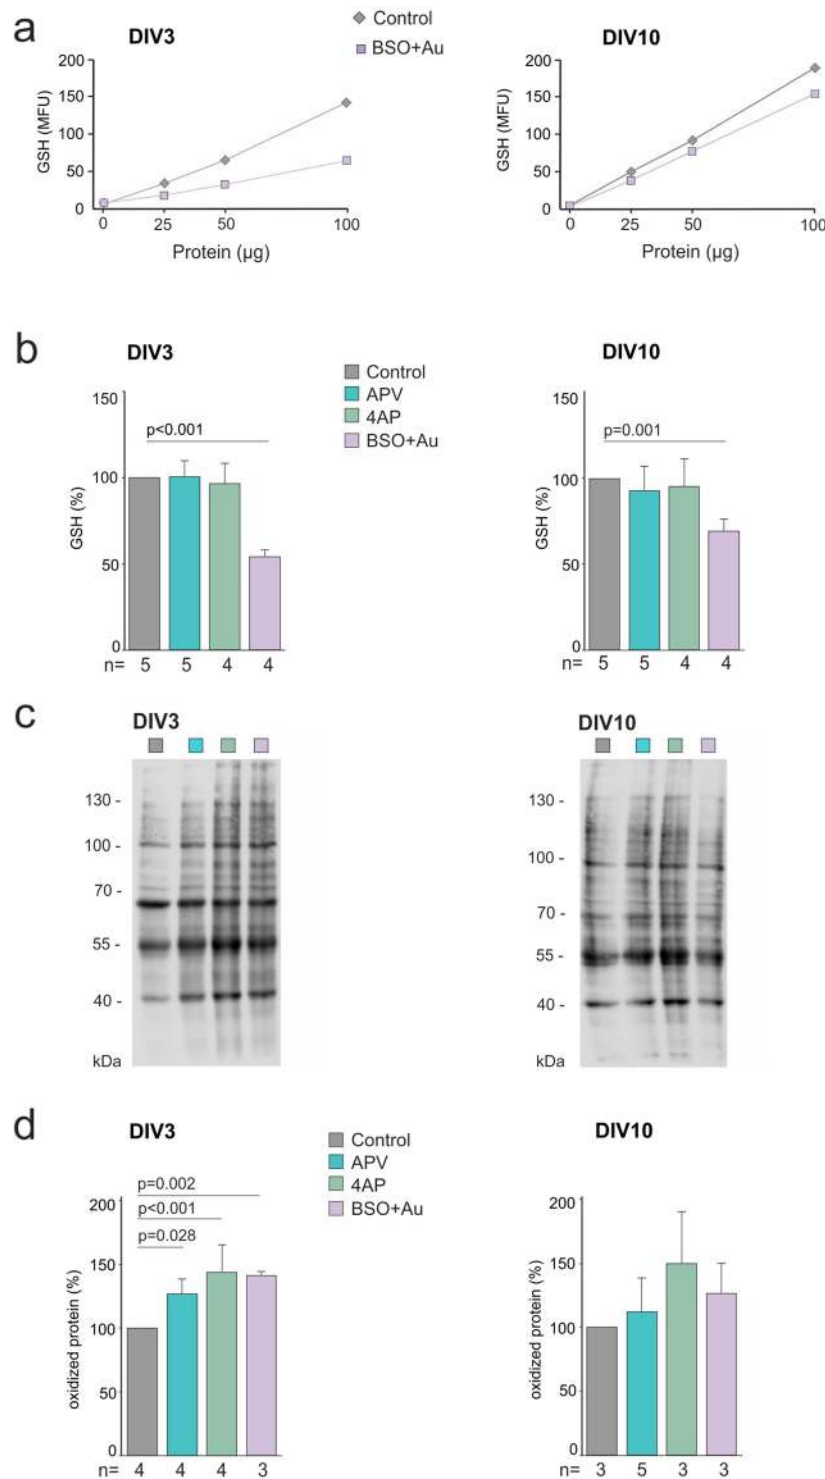 a
DIV3
Control
BSO+Au
DIV10
200
150
100
50
0
GSH (MFU)
0 25 50 100
Protein (µg)
200
150
100
50
0
GSH (MFU)
0 25 50 100
Protein (µg)
b
DIV3
Control
APV
4AP
BSO+Au
DIV10
150
100
50
0
GSH (%)
p<0.001
n= 5 5 4 4
150
100
50
0
GSH (%)
p=0.001
n= 5 5 4 4
c
DIV3
130 -
100 -
70 -
55 -
40 -
kDa
DIV10
130 -
100 -
70 -
55 -
40 -
kDa
d
DIV3
Control
APV
4AP
BSO+Au
DIV10
200
150
100
50
0
oxidized protein (%)
p=0.002
p<0.001
p=0.028
n= 4 4 4 3
200
150
100
50
0
oxidized protein (%)
n= 3 5 3 3